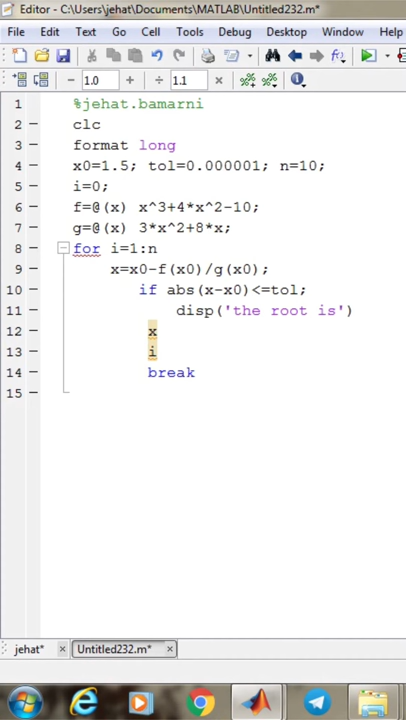 Editor - C:\Users\jehat\Documents\MATLAB\Untitled232.m*
File Edit Text Go Cell Tools Debug Desktop Window Help
- 1.0 + ÷ 1.1 ×
1 %jehat.bamarni
2 - clc
3 - format long
4 - x0=1.5; tol=0.000001; n=10;
5 - i=0;
6 - f=@(x) x^3+4*x^2-10;
7 - g=@(x) 3*x^2+8*x;
8 - for i=1:n
9 - x=x0-f(x0)/g(x0);
10 - if abs(x-x0)<=tol;
11 - disp('the root is')
12 - x
13 - i
14 - break
15 -
jehat* × Untitled232.m* ×